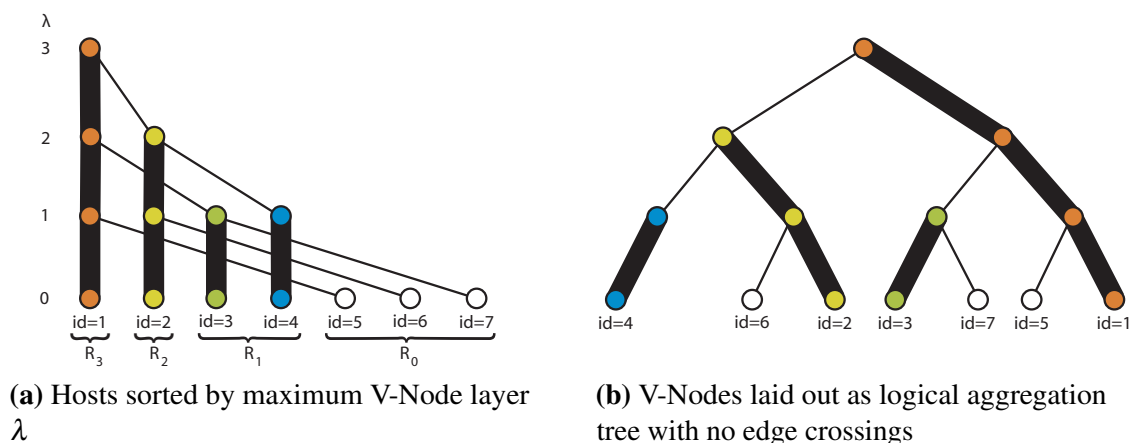 λ
3
2
1
0
id=1 id=2 id=3 id=4 id=5 id=6 id=7
R3 R2 R1 R0
(a) Hosts sorted by maximum V-Node layer
λ
id=4 id=6 id=2 id=3 id=7 id=5 id=1
(b) V-Nodes laid out as logical aggregation
tree with no edge crossings